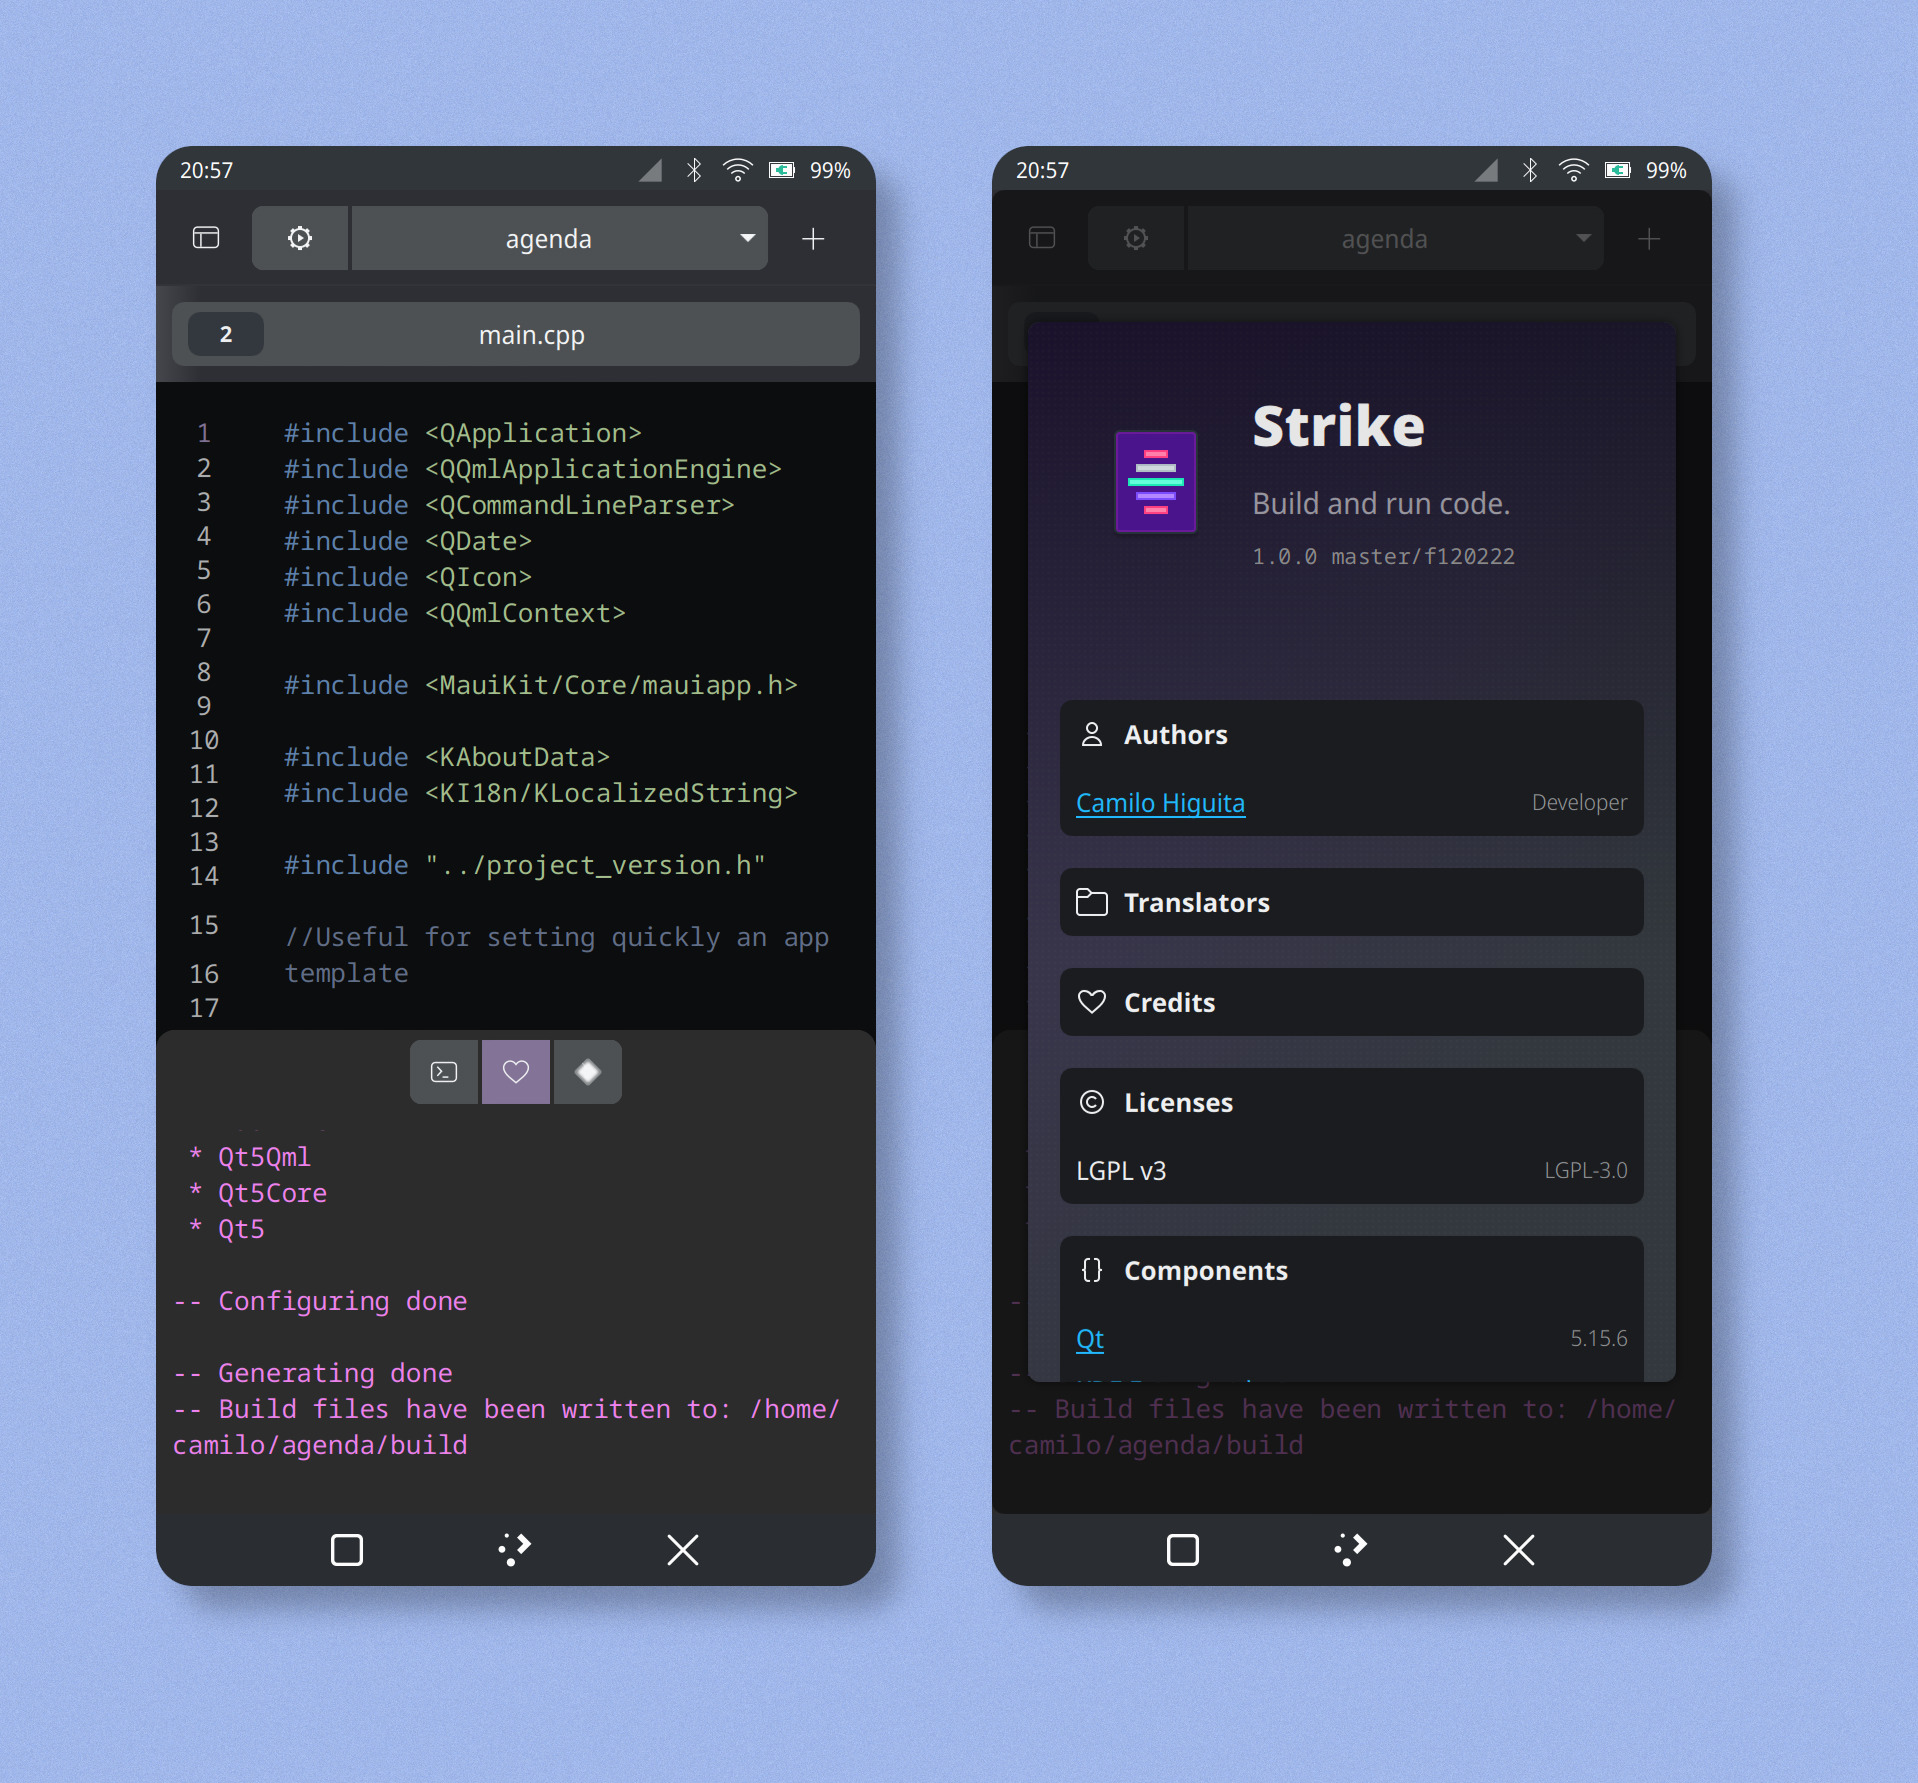 20:57
99%
agenda
2
main.cpp
1 #include <QApplication>
2 #include <QQmlApplicationEngine>
3 #include <QCommandLineParser>
4 #include <QDate>
5 #include <QIcon>
6 #include <QQmlContext>
7
8 #include <MauiKit/Core/mauiapp.h>
9
10 #include <KAboutData>
11 #include <KI18n/KLocalizedString>
12
13 #include "../project_version.h"
14
15 //Useful for setting quickly an app
template
16
17
* Qt5Qml
* Qt5Core
* Qt5
-- Configuring done
-- Generating done
-- Build files have been written to: /home/
camilo/agenda/build
20:57
99%
agenda
Strike
Build and run code.
1.0.0 master/f120222
Authors
Camilo Higuita
Developer
Translators
Credits
Licenses
LGPL v3
LGPL-3.0
Components
Qt
5.15.6
-- Build files have been written to: /home/
camilo/agenda/build